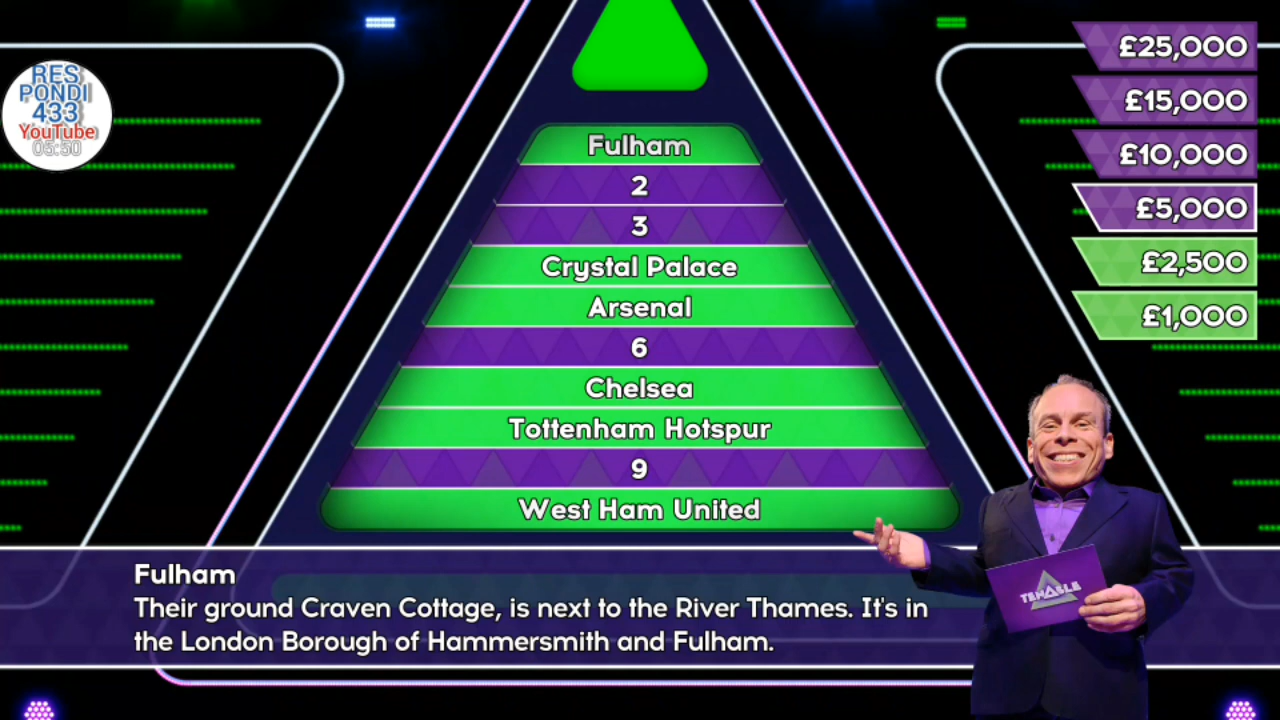 RES
PONDI
433
YouTube
05:50
£25,000
£15,000
£10,000
£5,000
£2,500
£1,000
Fulham
2
3
Crystal Palace
Arsenal
6
Chelsea
Tottenham Hotspur
9
West Ham United
Fulham
Their ground Craven Cottage, is next to the River Thames. It's in
the London Borough of Hammersmith and Fulham.
TENABLE